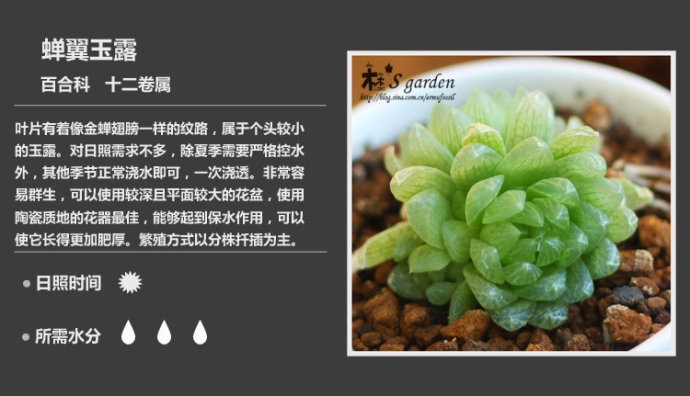 蝉翼玉露
百合科 十二卷属
叶片有着像金蝉翅膀一样的纹路，属于个头较小
的玉露。对日照需求不多，除夏季需要严格控水
外，其他季节正常浇水即可，一次浇透。非常容
易群生，可以使用较深且平面较大的花盆，使用
陶瓷质地的花器最佳，能够起到保水作用，可以
使它长得更加肥厚。繁殖方式以分株扦插为主。
日照时间
所需水分
's garden
http://blog.sina.com.cn/ermufossil